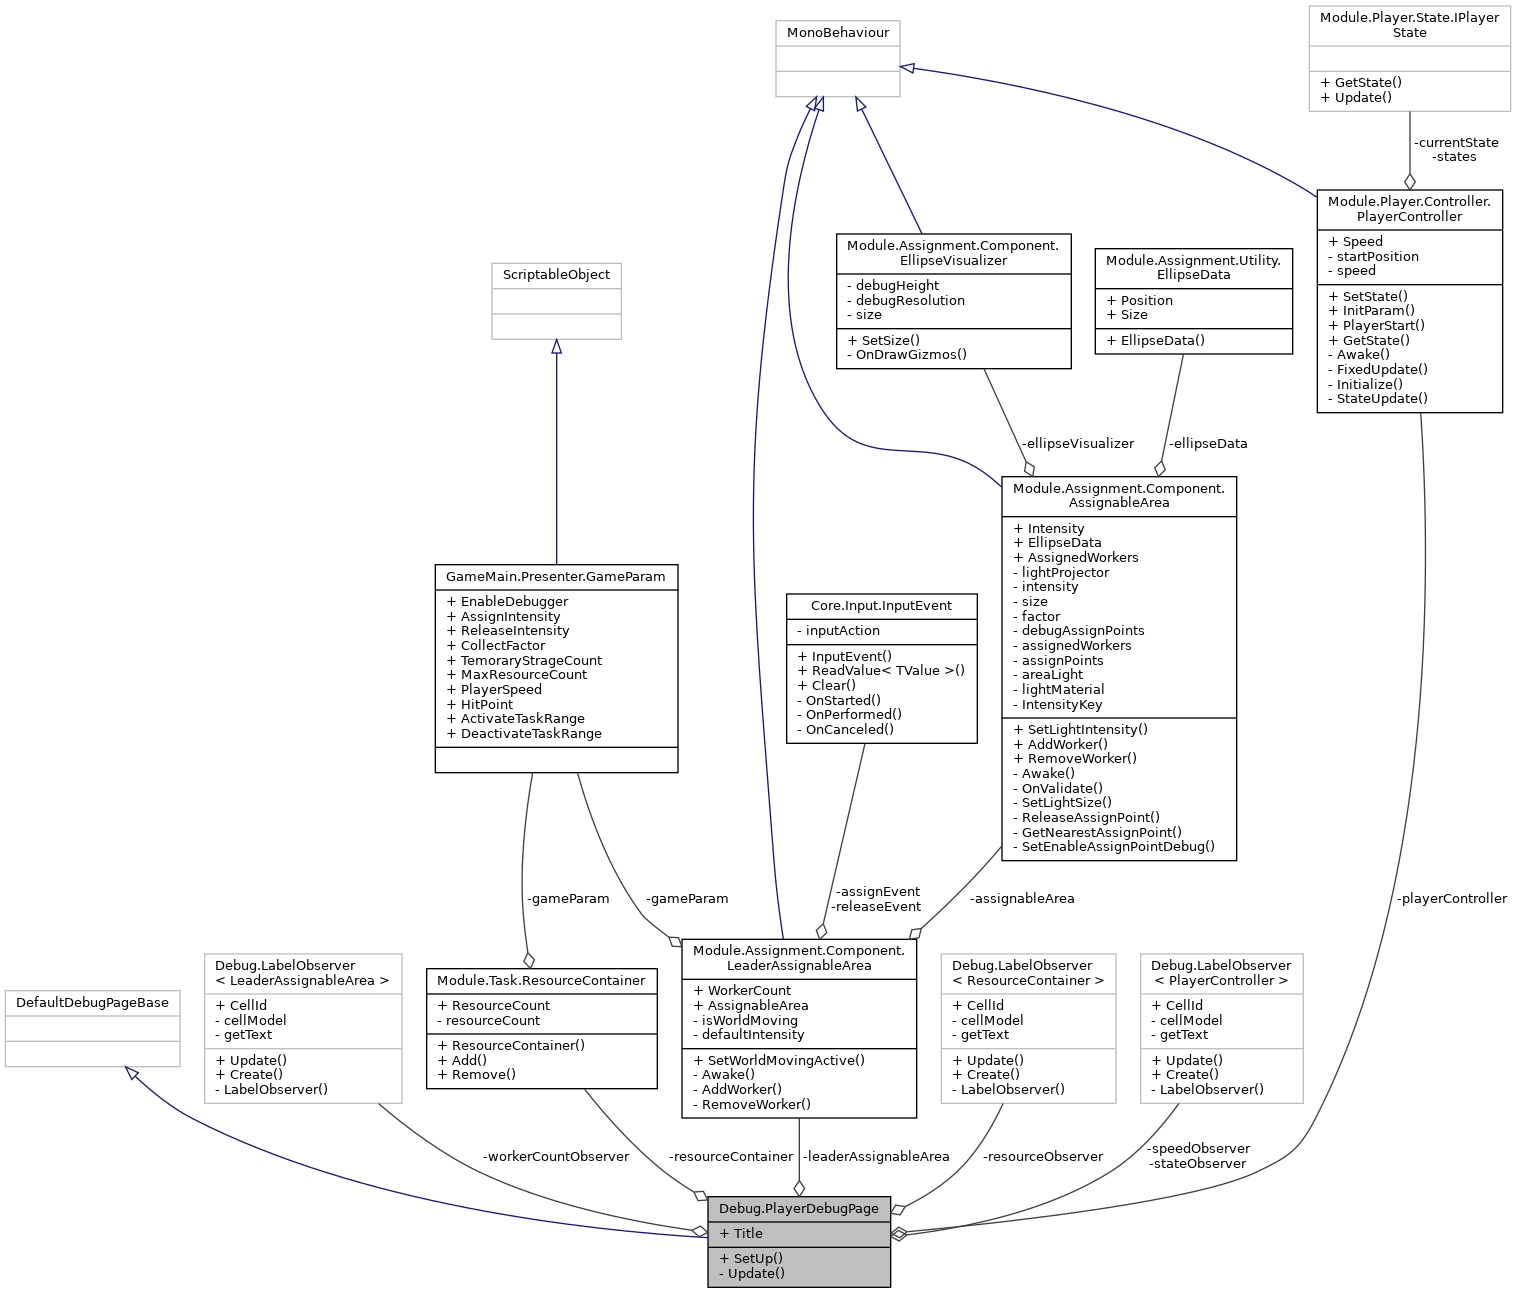 MonoBehaviour
Module.Player.State.IPlayer
State
+ GetState()
+ Update()
-currentState
-states
Module.Player.Controller.
PlayerController
+ Speed
- startPosition
- speed
+ SetState()
+ InitParam()
+ PlayerStart()
+ GetState()
- Awake()
- FixedUpdate()
- Initialize()
- StateUpdate()
Module.Assignment.Component.
EllipseVisualizer
- debugHeight
- debugResolution
- size
+ SetSize()
- OnDrawGizmos()
Module.Assignment.Utility.
EllipseData
+ Position
+ Size
+ EllipseData()
ScriptableObject
-ellipseVisualizer
-ellipseData
Module.Assignment.Component.
AssignableArea
+ Intensity
+ EllipseData
+ AssignedWorkers
- lightProjector
- intensity
- size
- factor
- debugAssignPoints
- assignedWorkers
- assignPoints
- areaLight
- lightMaterial
- IntensityKey
+ SetLightIntensity()
+ AddWorker()
+ RemoveWorker()
- Awake()
- OnValidate()
- SetLightSize()
- ReleaseAssignPoint()
- GetNearestAssignPoint()
- SetEnableAssignPointDebug()
GameMain.Presenter.GameParam
+ EnableDebugger
+ AssignIntensity
+ ReleaseIntensity
+ CollectFactor
+ TemoraryStrageCount
+ MaxResourceCount
+ PlayerSpeed
+ HitPoint
+ ActivateTaskRange
+ DeactivateTaskRange
Core.Input.InputEvent
- inputAction
+ InputEvent()
+ ReadValue< TValue >()
+ Clear()
- OnStarted()
- OnPerformed()
- OnCanceled()
-gameParam
-gameParam
-assignEvent
-releaseEvent
-assignableArea
-playerController
DefaultDebugPageBase
Debug.LabelObserver
< LeaderAssignableArea >
+ CellId
- cellModel
- getText
+ Update()
+ Create()
- LabelObserver()
Module.Task.ResourceContainer
+ ResourceCount
- resourceCount
+ ResourceContainer()
+ Add()
+ Remove()
Module.Assignment.Component.
LeaderAssignableArea
+ WorkerCount
+ AssignableArea
- isWorldMoving
- defaultIntensity
+ SetWorldMovingActive()
- Awake()
- AddWorker()
- RemoveWorker()
Debug.LabelObserver
< ResourceContainer >
+ CellId
- cellModel
- getText
+ Update()
+ Create()
- LabelObserver()
Debug.LabelObserver
< PlayerController >
+ CellId
- cellModel
- getText
+ Update()
+ Create()
- LabelObserver()
-workerCountObserver
-resourceContainer
-leaderAssignableArea
-resourceObserver
-speedObserver
-stateObserver
Debug.PlayerDebugPage
+ Title
+ SetUp()
- Update()